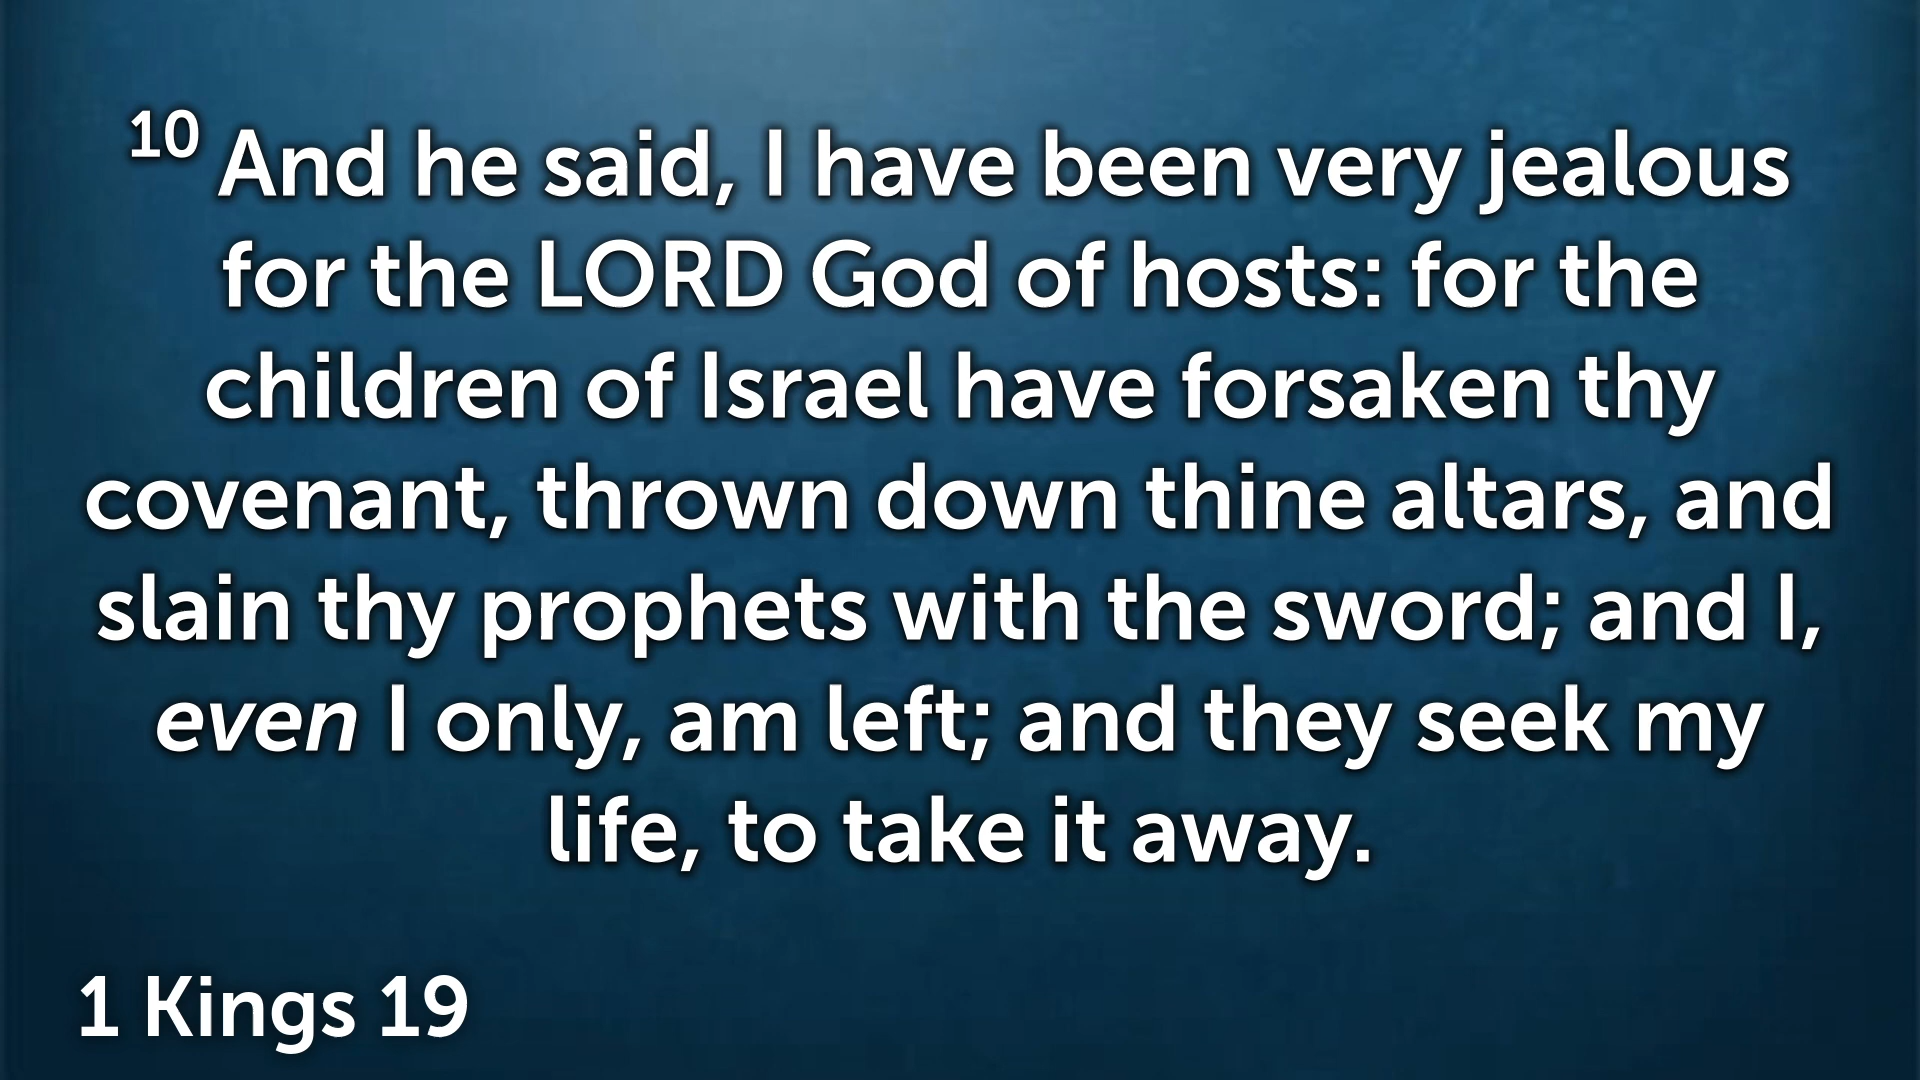 10 And he said, I have been very jealous
for the LORD God of hosts: for the
children of Israel have forsaken thy
covenant, thrown down thine altars, and
slain thy prophets with the sword; and I,
even I only, am left; and they seek my
life, to take it away.
1 Kings 19